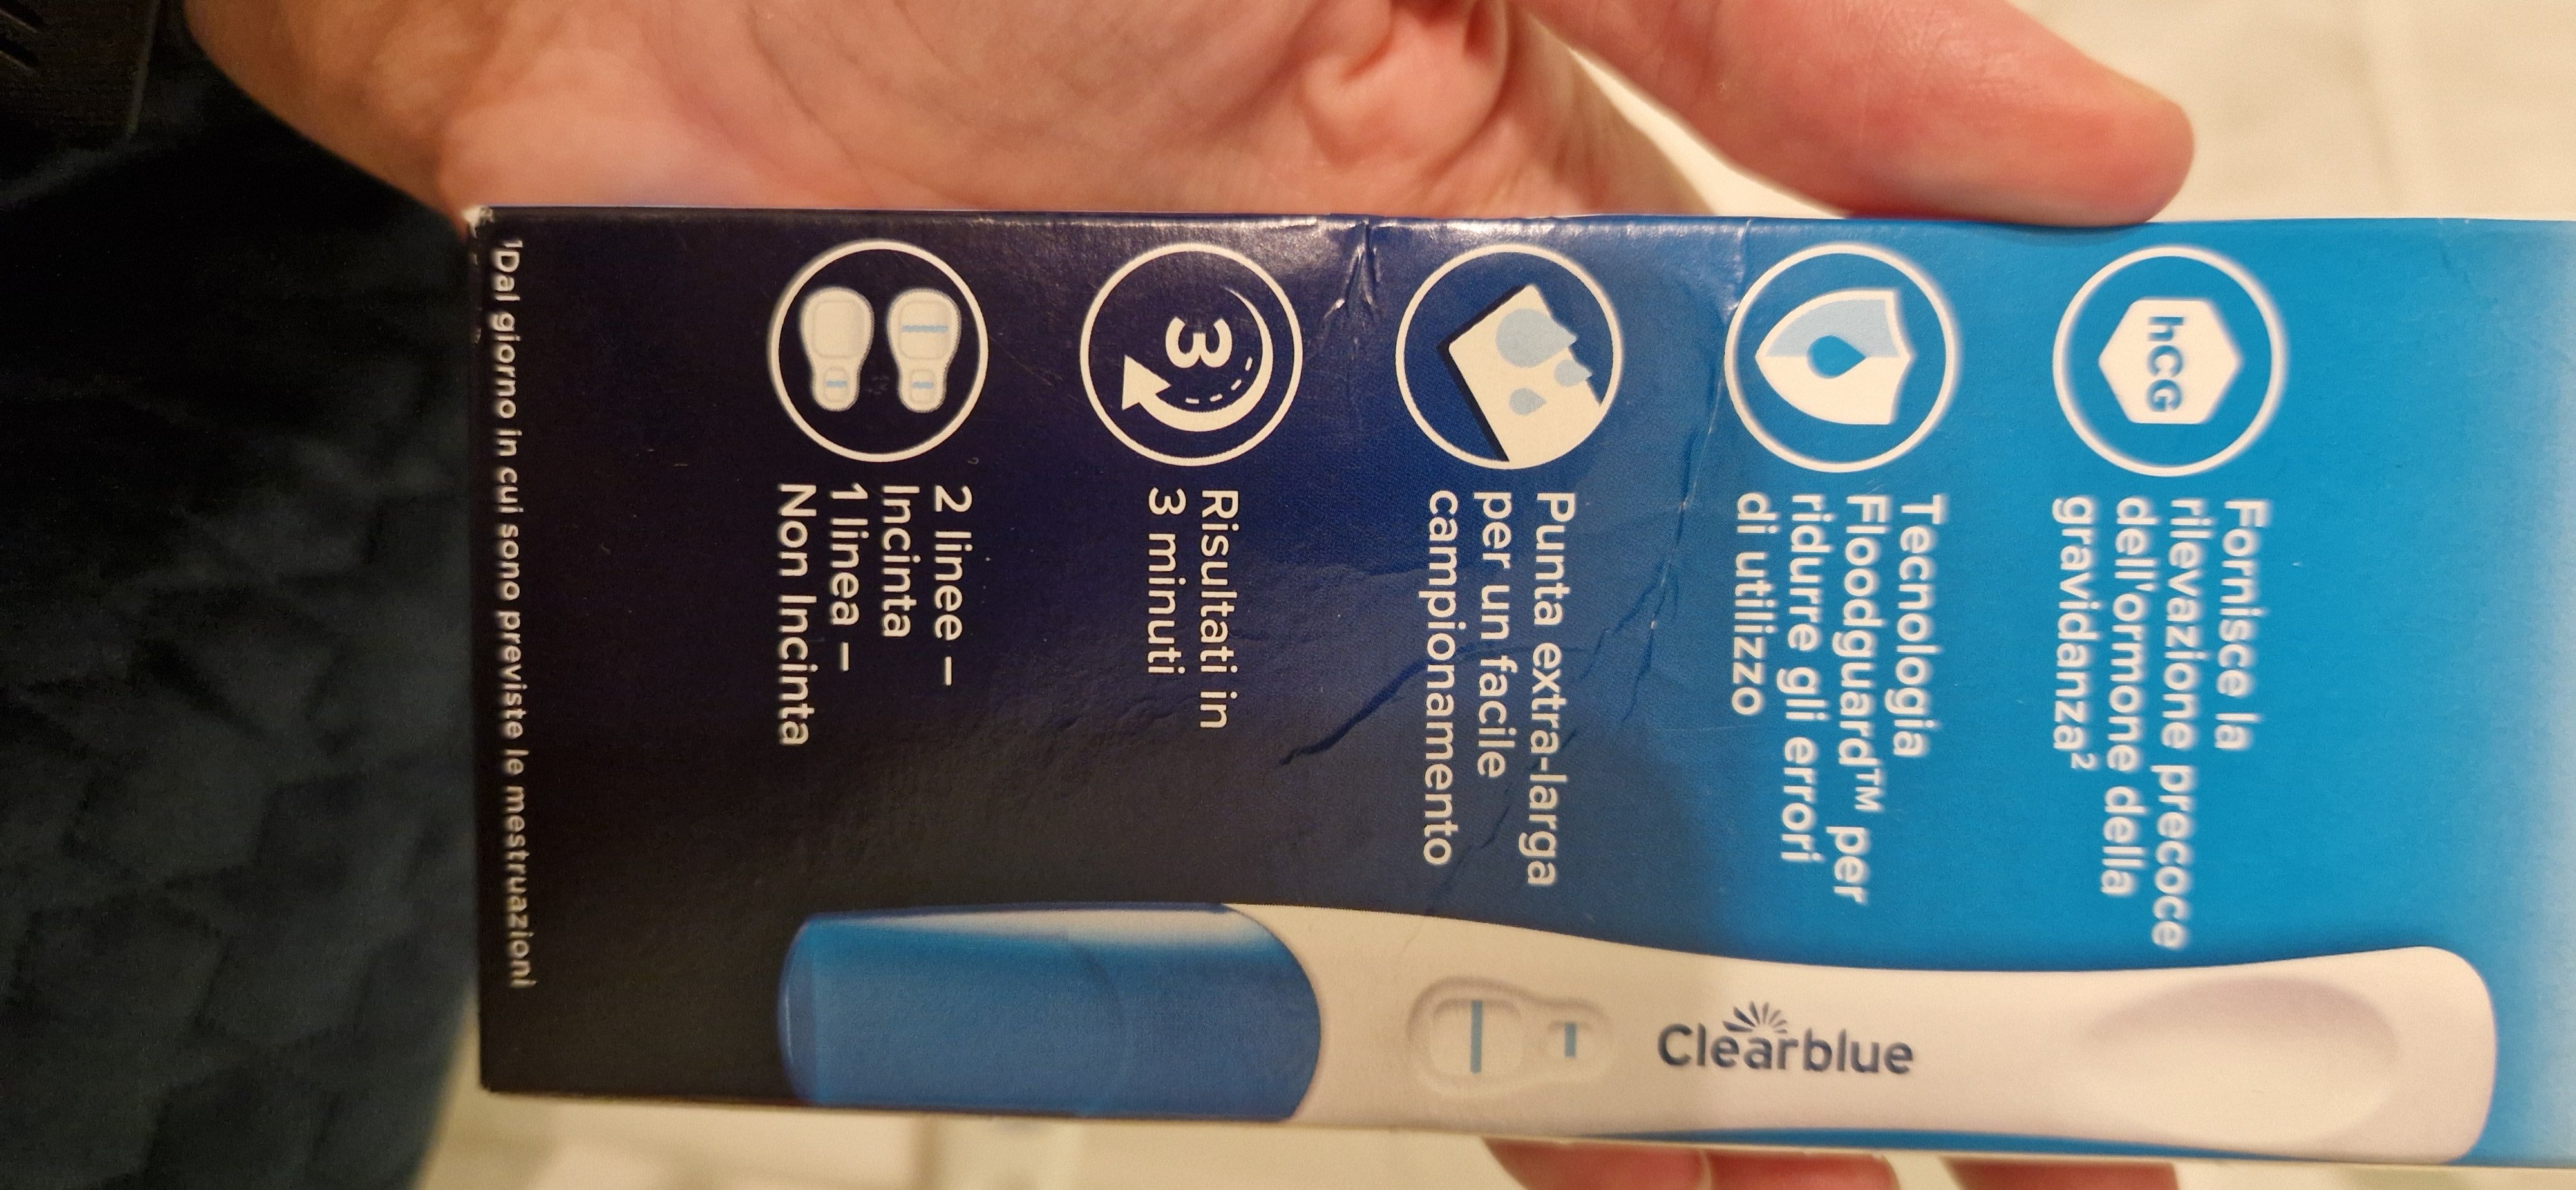 hCG
Fornisce la
rilevazione precoce
dell'ormone della
gravidanza²
Tecnologia
Floodguard™ per
ridurre gli errori
di utilizzo
Punta extra-larga
per un facile
campionamento
3
Risultati in
3 minuti
2 linee –
Incinta
1 linea –
Non Incinta
Clearblue
¹Dal giorno in cui sono previste le mestruazioni